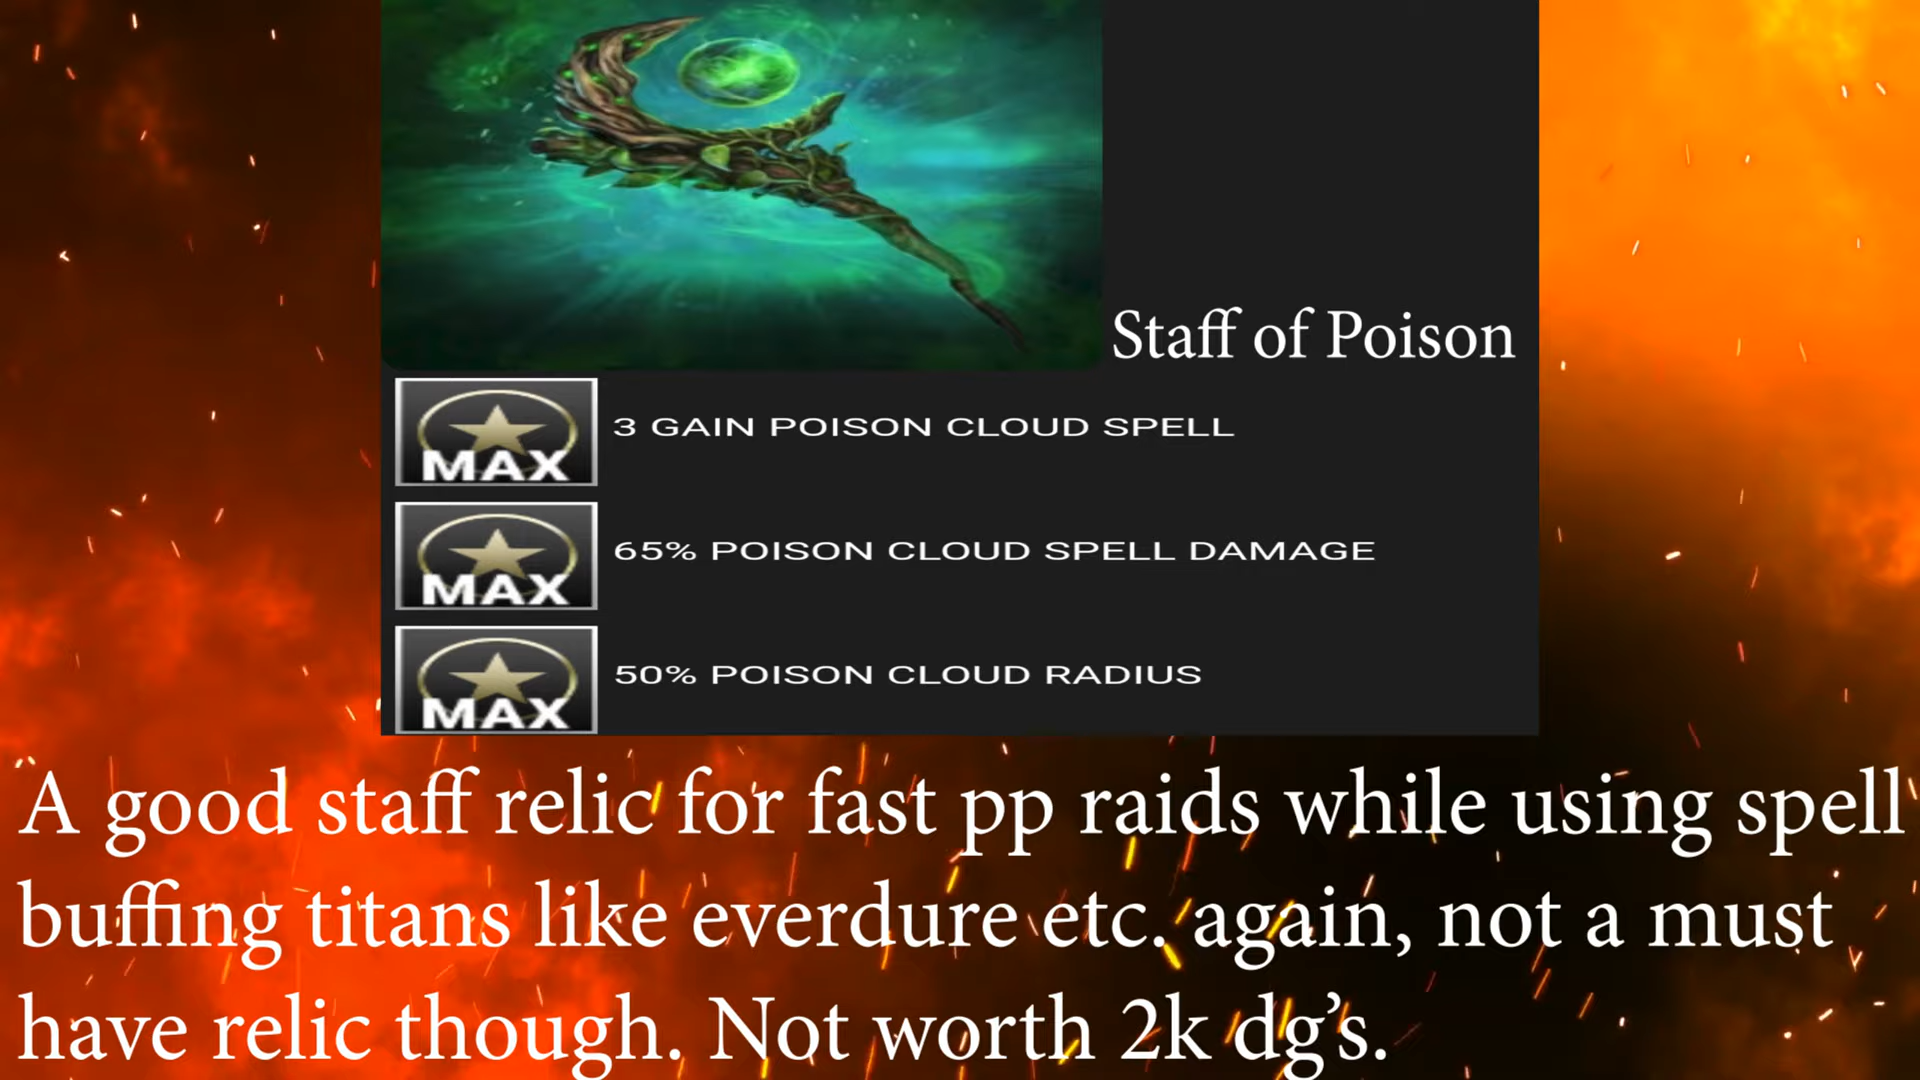 Staff of Poison
MAX
3 GAIN POISON CLOUD SPELL
MAX
65% POISON CLOUD SPELL DAMAGE
MAX
50% POISON CLOUD RADIUS
A good staff relic for fast pp raids while using spell
buffing titans like everdure etc. again, not a must
have relic though. Not worth 2k dg’s.